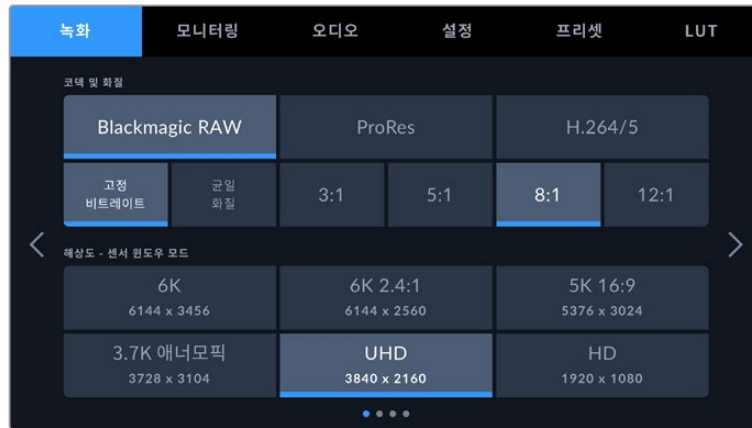 녹화 모니터링 오디오 설정 프리셋 LUT
코덱 및 화질
Blackmagic RAW ProRes H.264/5
고정 균일
비트레이트 화질 3:1 5:1 8:1 12:1
해상도 - 센서 윈도우 모드
6K 6K 2.4:1 5K 16:9
6144 x 3456 6144 x 2560 5376 x 3024
3.7K 애너모픽 UHD HD
3728 x 3104 3840 x 2160 1920 x 1080